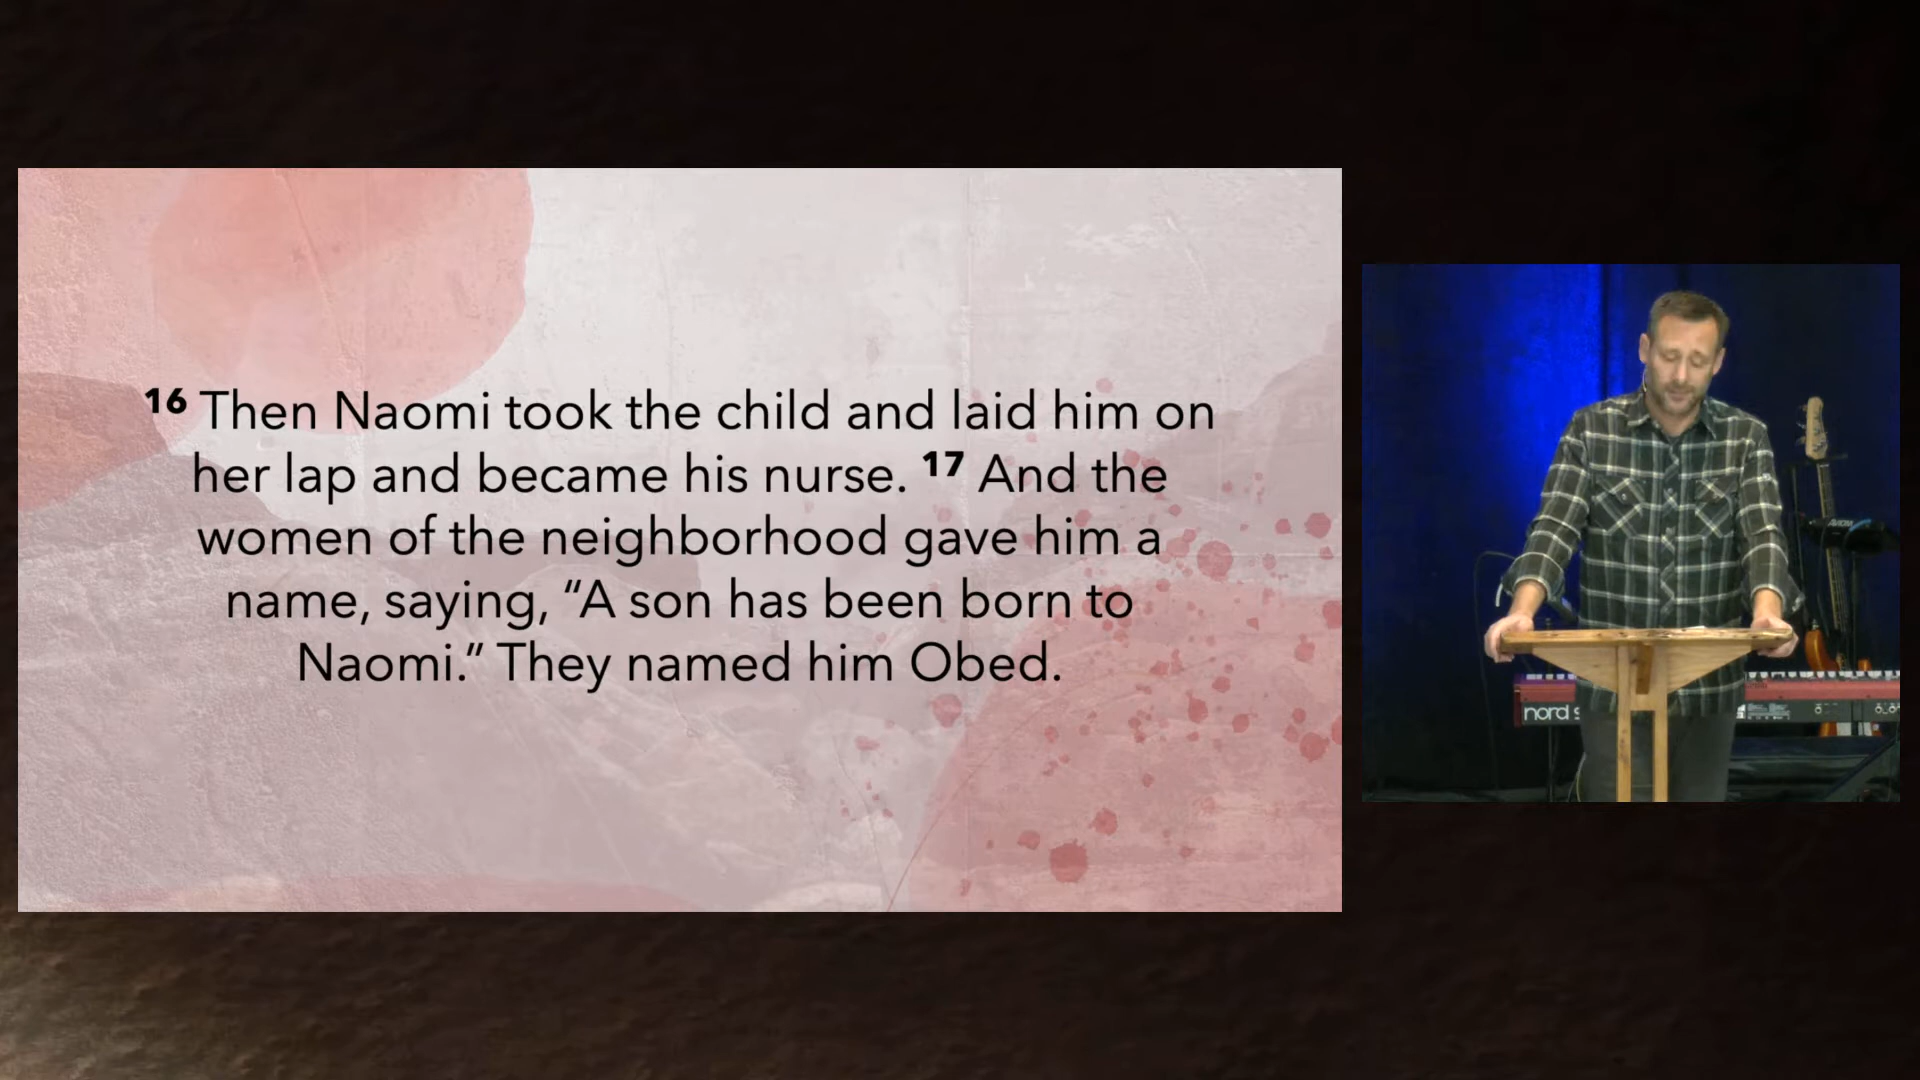 16 Then Naomi took the child and laid him on
her lap and became his nurse. 17 And the
women of the neighborhood gave him a
name, saying, “A son has been born to
Naomi.” They named him Obed.
nord